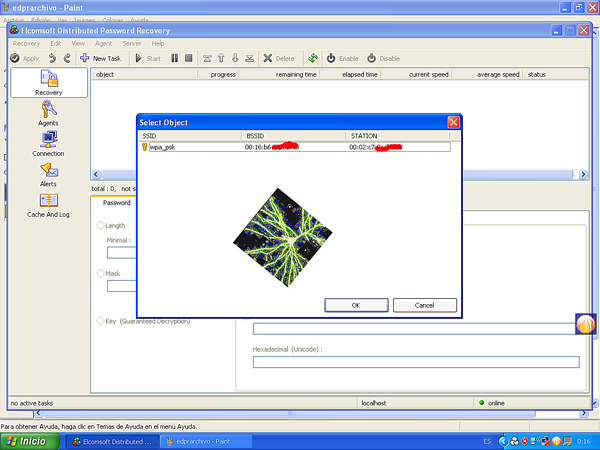 edprarchivo - Paint
Archivo Edición Ver Imagen Colores Ayuda
Elcomsoft Distributed Password Recovery
Recovery Edit View Agent Server Help
Apply New Task Start Delete Enable Disable
object progress remaining time elapsed time current speed average speed status
Recovery
Agents
Connection
Alerts
Cache And Log
Select Object
SSID BSSID STATION
wpa_psk 00:16:b6 00:02:c7
total : 0, not s
Password
Length
Minimal :
Mask
Key (Guaranteed Decryption)
OK Cancel
Hexadecimal (Unicode) :
no active tasks localhost online
Para obtener Ayuda, haga clic en Temas de Ayuda en el menú Ayuda.
Inicio Elcomsoft Distributed ... edprarchivo - Paint ES 0:16